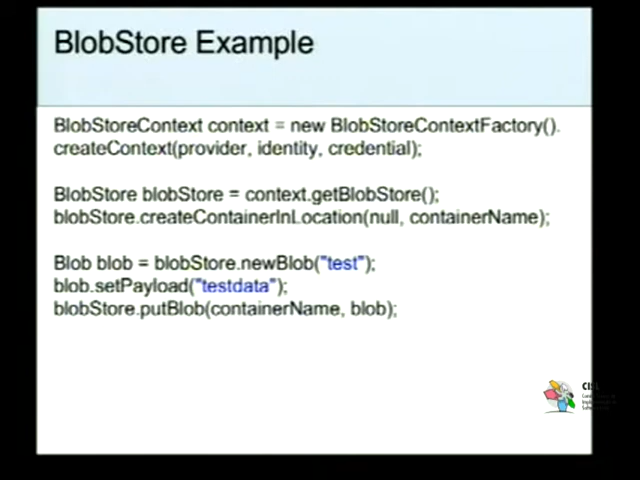 BlobStore Example
BlobStoreContext context = new BlobStoreContextFactory().
createContext(provider, identity, credential);
BlobStore blobStore = context.getBlobStore();
blobStore.createContainerInLocation(null, containerName);
Blob blob = blobStore.newBlob("test");
blob.setPayload("testdata");
blobStore.putBlob(containerName, blob);